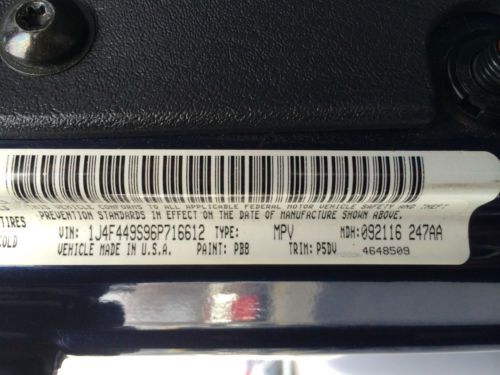 THIS VEHICLE CONFORMS TO ALL APPLICABLE FEDERAL MOTOR VEHICLE SAFETY AND THEFT
PREVENTION STANDARDS IN EFFECT ON THE DATE OF MANUFACTURE SHOWN ABOVE.
TIRES
COLD
VIN: 1J4F449S96P716612 TYPE: MPV MDH:092116 247AA
VEHICLE MADE IN U.S.A. PAINT: PB8 TRIM: P5DV 4648509